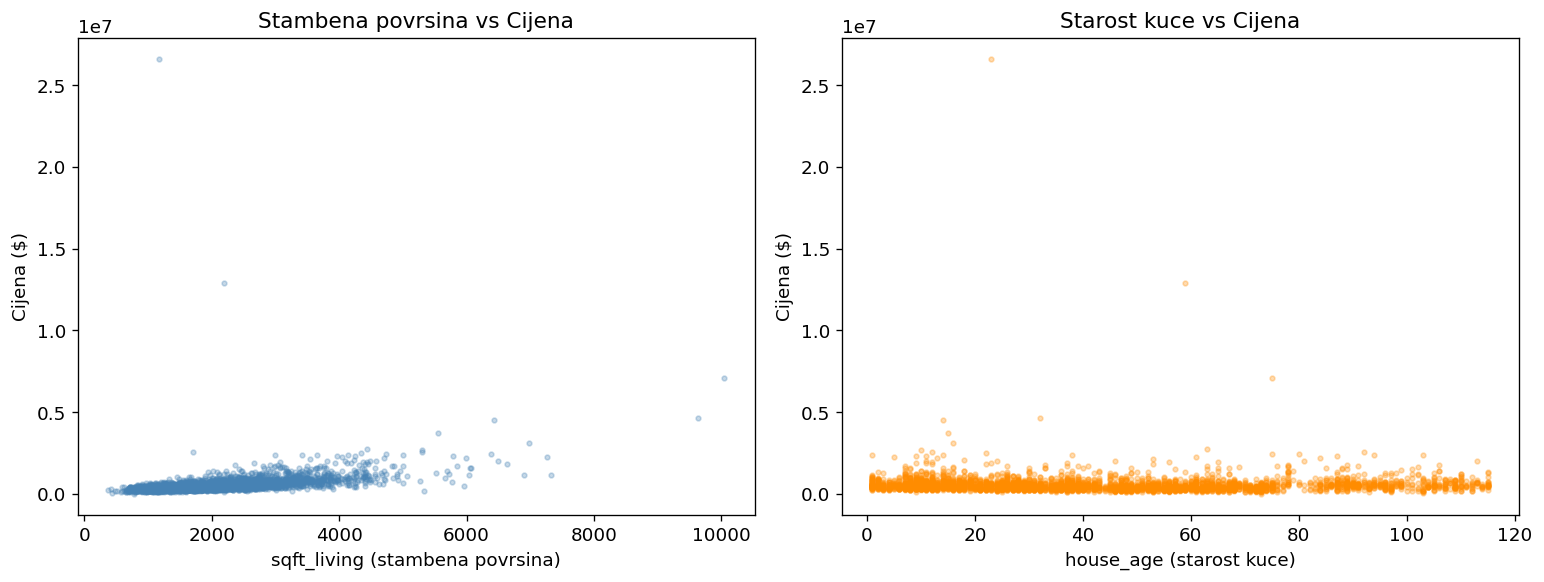 Stambena povrsina vs Cijena
1e7
2.5
2.0
1.5
1.0
0.5
0.0
Cijena ($)
0 2000 4000 6000 8000 10000
sqft_living (stambena povrsina)
Starost kuce vs Cijena
1e7
2.5
2.0
1.5
1.0
0.5
0.0
Cijena ($)
0 20 40 60 80 100 120
house_age (starost kuce)